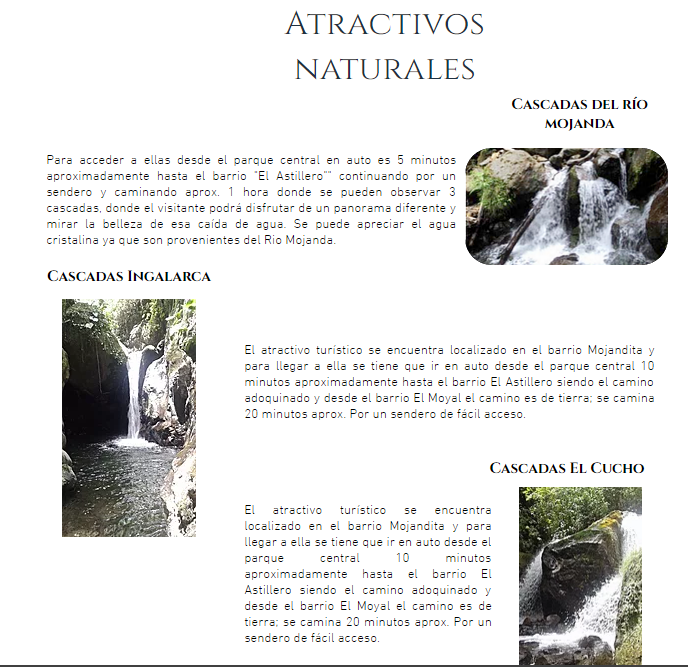 Atractivos
naturales
Cascadas del río
mojanda
Para acceder a ellas desde el parque central en auto es 5 minutos
aproximadamente hasta el barrio "El Astillero"" continuando por un
sendero y caminando aprox. 1 hora donde se pueden observar 3
cascadas, donde el visitante podrá disfrutar de un panorama diferente y
mirar la belleza de esa caída de agua. Se puede apreciar el agua
cristalina ya que son provenientes del Rio Mojanda.
Cascadas Ingalarca
El atractivo turístico se encuentra localizado en el barrio Mojandita y
para llegar a ella se tiene que ir en auto desde el parque central 10
minutos aproximadamente hasta el barrio El Astillero siendo el camino
adoquinado y desde el barrio El Moyal el camino es de tierra; se camina
20 minutos aprox. Por un sendero de fácil acceso.
Cascadas El Cucho
El atractivo turístico se encuentra
localizado en el barrio Mojandita y para
llegar a ella se tiene que ir en auto desde el
parque central 10 minutos
aproximadamente hasta el barrio El
Astillero siendo el camino adoquinado y
desde el barrio El Moyal el camino es de
tierra; se camina 20 minutos aprox. Por un
sendero de fácil acceso.